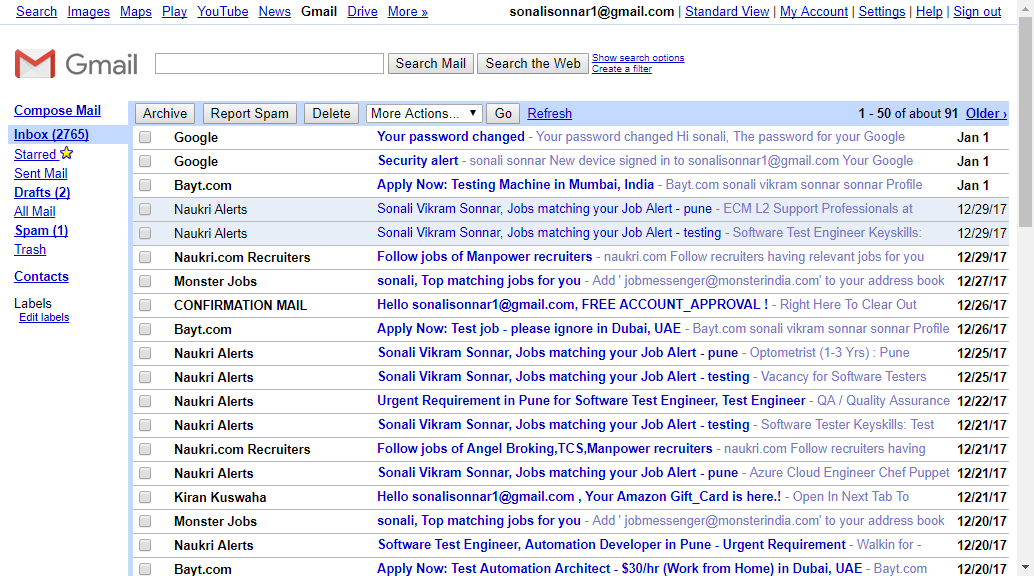 Search Images Maps Play YouTube News Gmail Drive More » sonalisonnar1@gmail.com | Standard View | My Account | Settings | Help | Sign out
Gmail Search Mail Search the Web Show search options
Create a filter
Compose Mail
Inbox (2765)
Starred
Sent Mail
Drafts (2)
All Mail
Spam (1)
Trash
Contacts
Labels
Edit labels
Archive Report Spam Delete More Actions... Go Refresh 1 - 50 of about 91 Older ›
Google Your password changed - Your password changed Hi sonali, The password for your Google Jan 1
Google Security alert - sonali sonnar New device signed in to sonalisonnar1@gmail.com Your Google Jan 1
Bayt.com Apply Now: Testing Machine in Mumbai, India - Bayt.com sonali vikram sonnar sonnar Profile Jan 1
Naukri Alerts Sonali Vikram Sonnar, Jobs matching your Job Alert - pune - ECM L2 Support Professionals at 12/29/17
Naukri Alerts Sonali Vikram Sonnar, Jobs matching your Job Alert - testing - Software Test Engineer Keyskills: 12/29/17
Naukri.com Recruiters Follow jobs of Manpower recruiters - naukri.com Follow recruiters having relevant jobs for you 12/29/17
Monster Jobs sonali, Top matching jobs for you - Add ' jobmessenger@monsterindia.com' to your address book 12/27/17
CONFIRMATION MAIL Hello sonalisonnar1@gmail.com, FREE ACCOUNT_APPROVAL ! - Right Here To Clear Out 12/26/17
Bayt.com Apply Now: Test job - please ignore in Dubai, UAE - Bayt.com sonali vikram sonnar sonnar Profile 12/26/17
Naukri Alerts Sonali Vikram Sonnar, Jobs matching your Job Alert - pune - Optometrist (1-3 Yrs) : Pune 12/25/17
Naukri Alerts Sonali Vikram Sonnar, Jobs matching your Job Alert - testing - Vacancy for Software Testers 12/25/17
Naukri Alerts Urgent Requirement in Pune for Software Test Engineer, Test Engineer - QA / Quality Assurance 12/22/17
Naukri Alerts Sonali Vikram Sonnar, Jobs matching your Job Alert - testing - Software Tester Keyskills: Test 12/21/17
Naukri.com Recruiters Follow jobs of Angel Broking,TCS,Manpower recruiters - naukri.com Follow recruiters having 12/21/17
Naukri Alerts Sonali Vikram Sonnar, Jobs matching your Job Alert - pune - Azure Cloud Engineer Chef Puppet 12/21/17
Kiran Kuswaha Hello sonalisonnar1@gmail.com , Your Amazon Gift_Card is here.! - Open In Next Tab To 12/21/17
Monster Jobs sonali, Top matching jobs for you - Add ' jobmessenger@monsterindia.com' to your address book 12/20/17
Naukri Alerts Software Test Engineer, Automation Developer in Pune - Urgent Requirement - Walkin for - 12/20/17
Bayt.com Apply Now: Test Automation Architect - $30/hr (Work from Home) in Dubai, UAE - Bayt.com 12/20/17